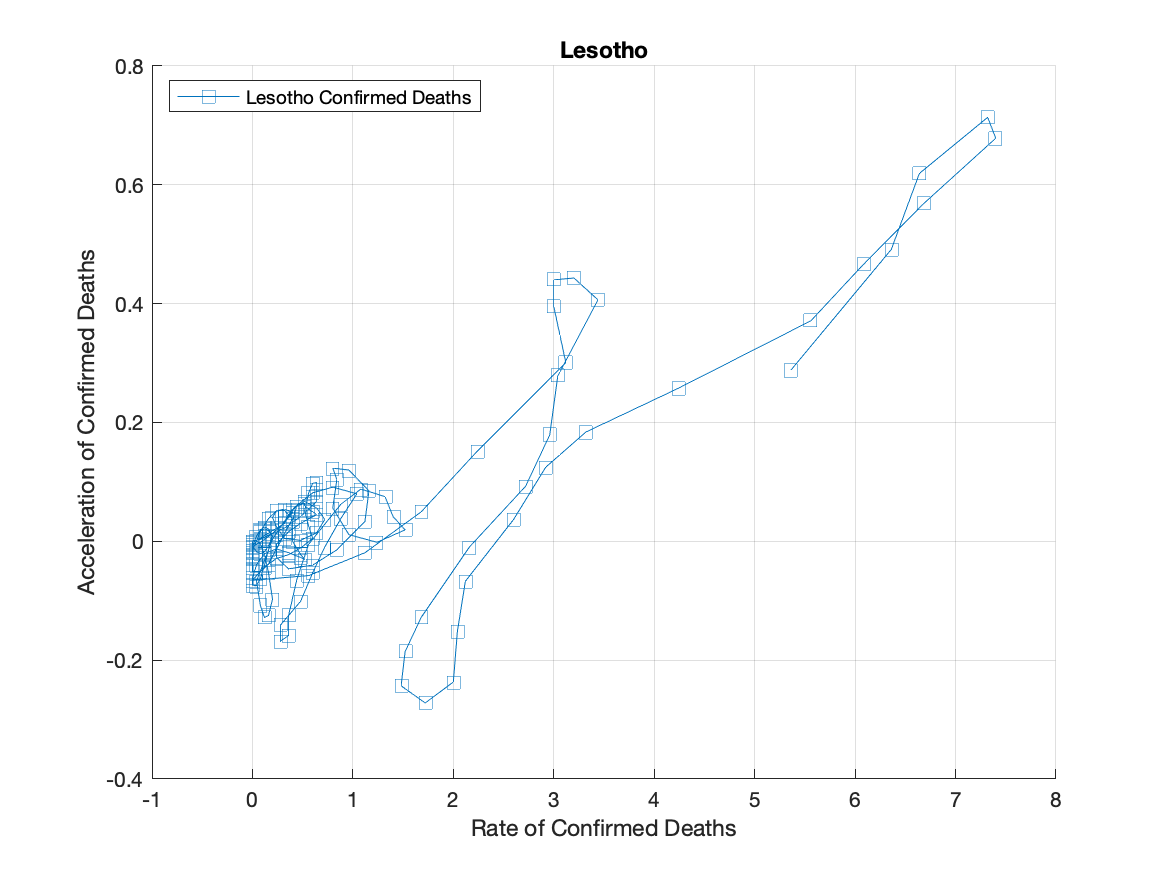 Lesotho
Lesotho Confirmed Deaths
Acceleration of Confirmed Deaths
0.8
0.6
0.4
0.2
0
-0.2
-0.4
-1 0 1 2 3 4 5 6 7 8
Rate of Confirmed Deaths